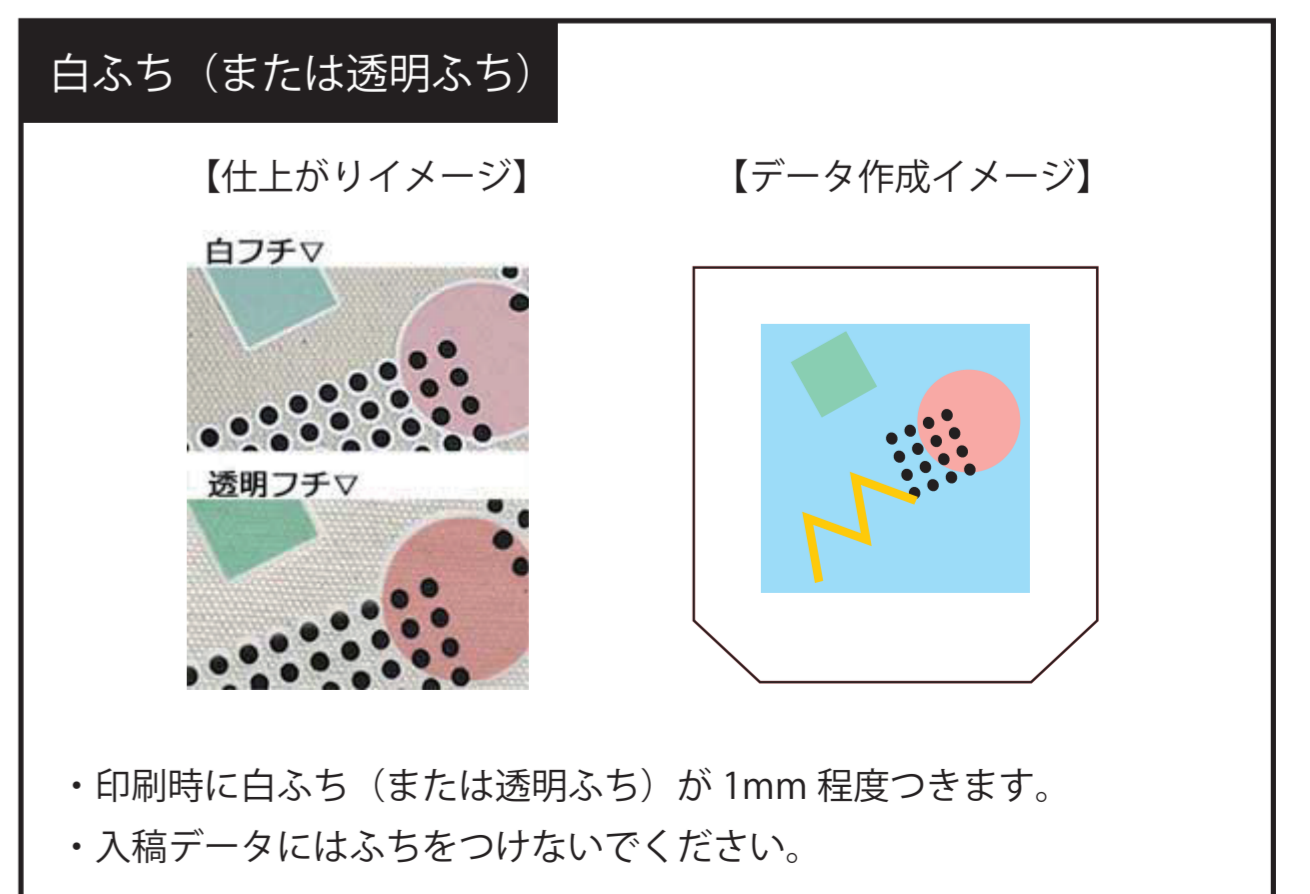 白ふち（または透明ふち）
【仕上がりイメージ】
【データ作成イメージ】
白フチ▽
透明フチ▽
・印刷時に白ふち（または透明ふち）が 1mm 程度つきます。
・入稿データにはふちをつけないでください。